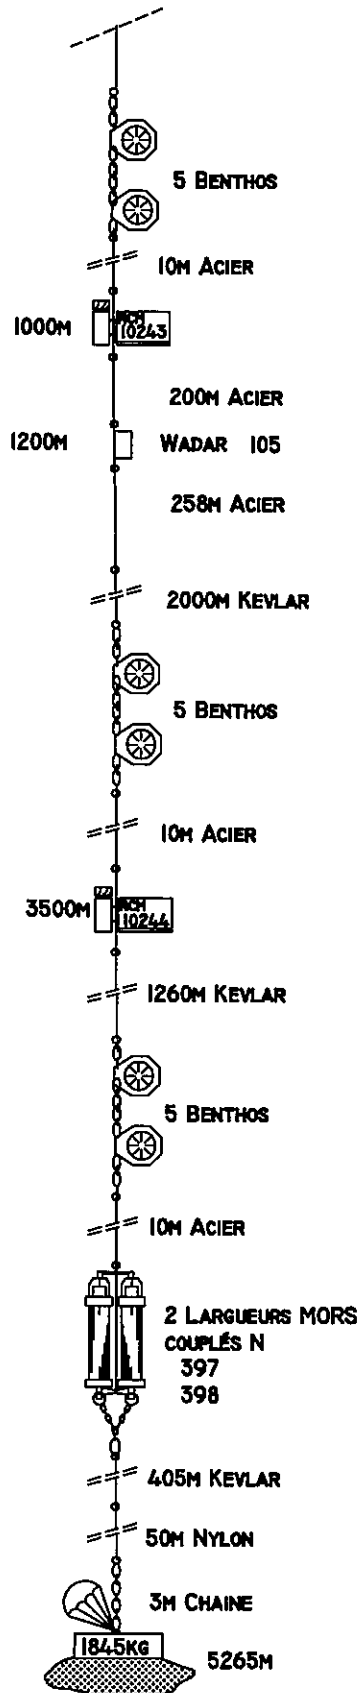 5 BENTHOS
10M ACIER
1000M
RCM
10243
200M ACIER
1200M
WADAR 105
258M ACIER
2000M KEVLAR
5 BENTHOS
10M ACIER
3500M
RCM
10244
1260M KEVLAR
5 BENTHOS
10M ACIER
2 LARGUEURS MORS
COUPLÉS N
397
398
405M KEVLAR
50M NYLON
3M CHAINE
1845KG
5265M